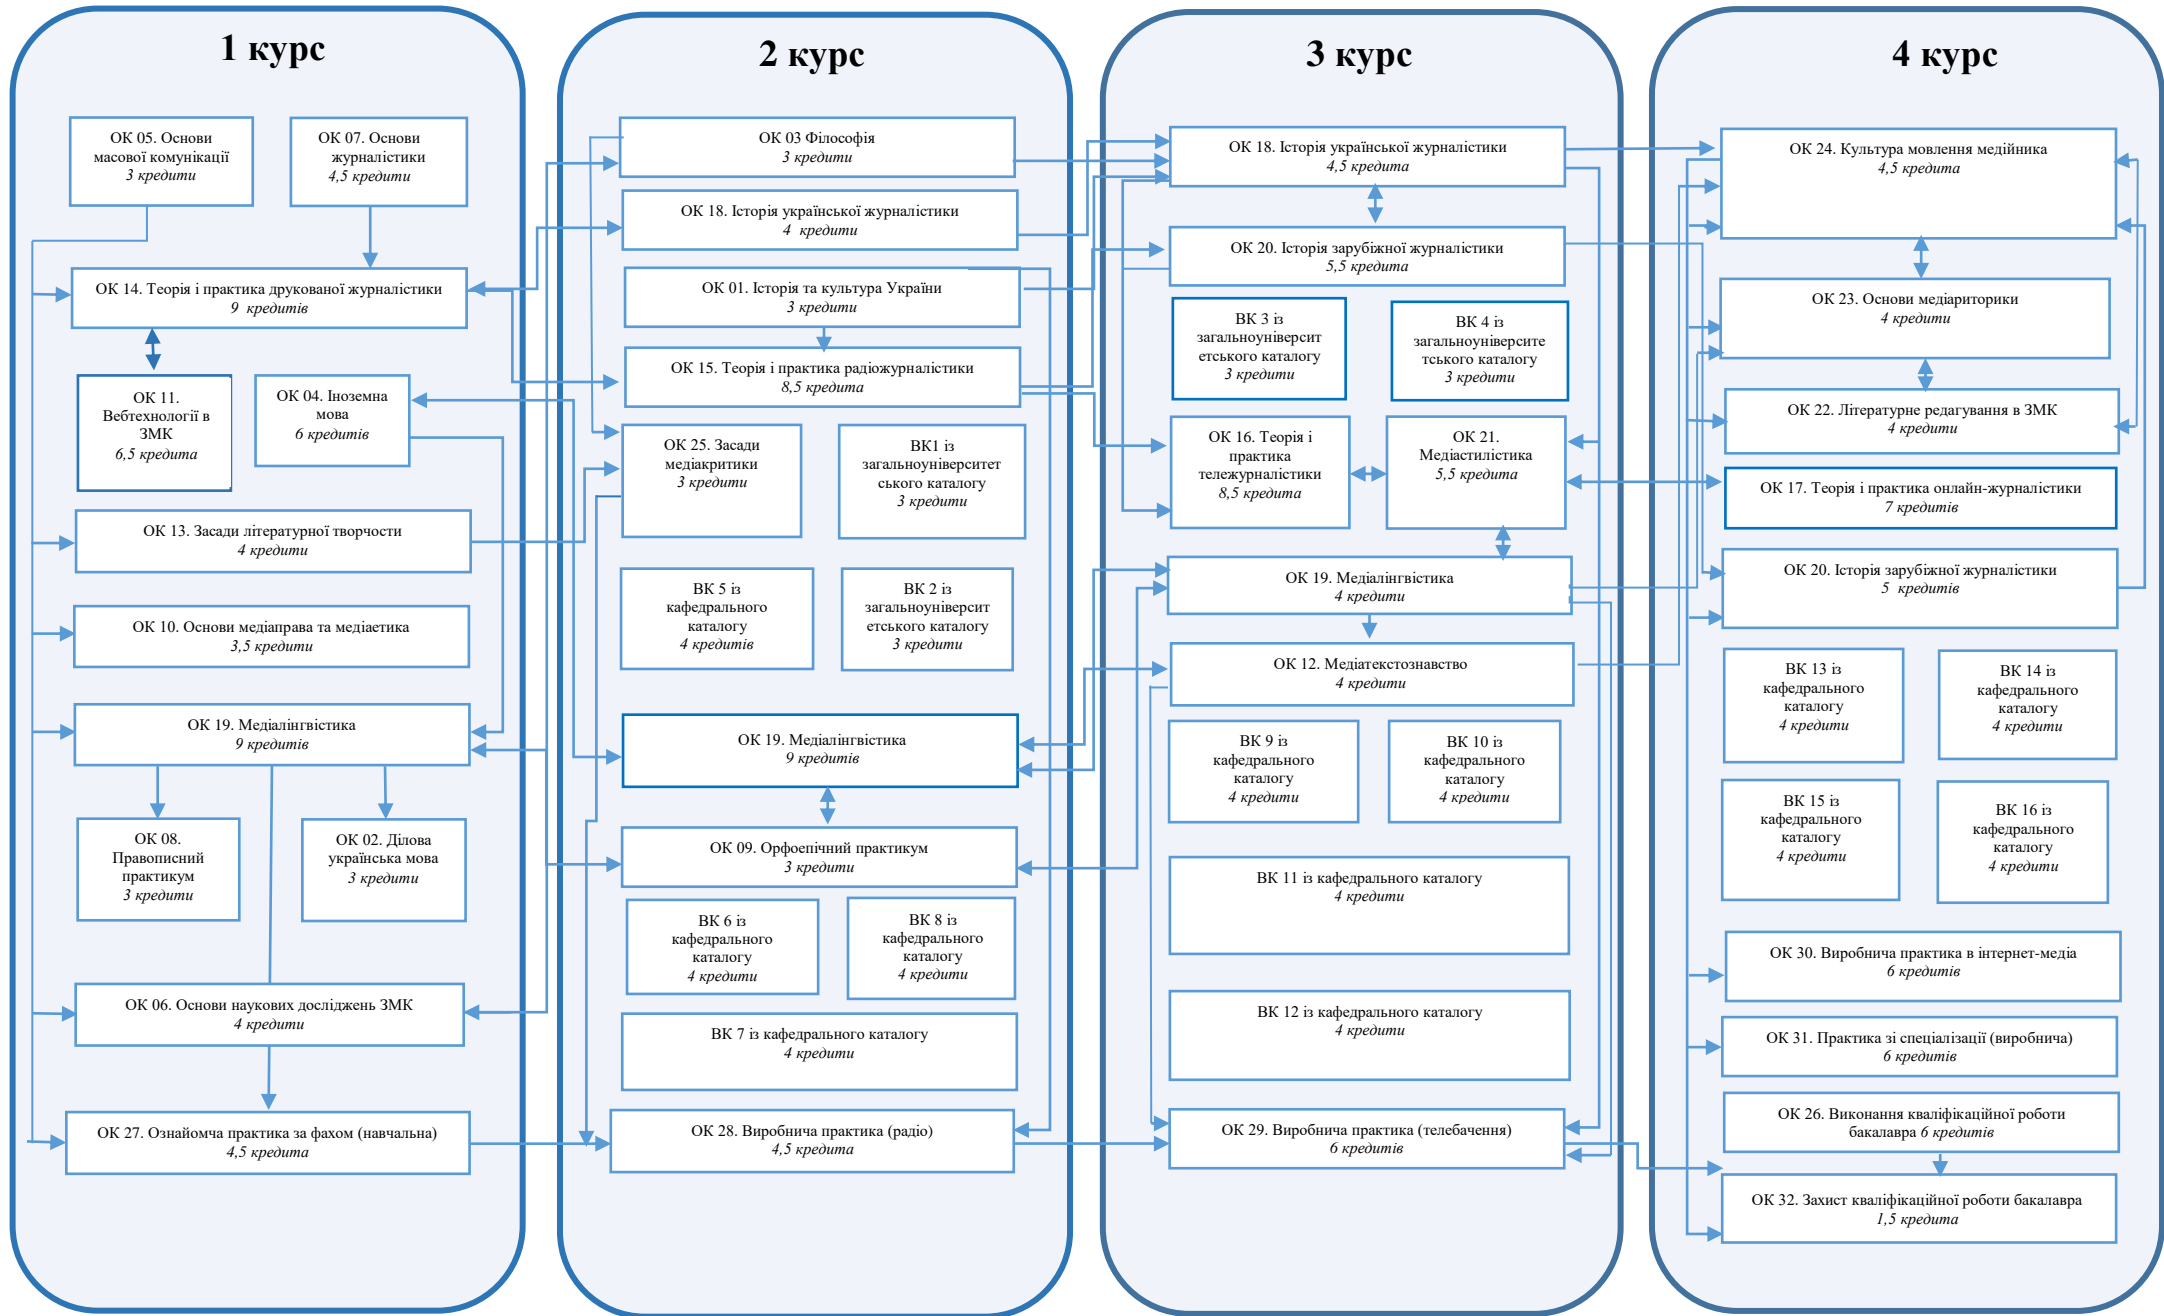 1 курс
ОК 05. Основи
масової комунікації
3 кредити
ОК 07. Основи
журналістики
4,5 кредита
ОК 14. Теорія і практика друкованої журналістики
9 кредитів
ОК 11.
Вебтехнології в
ЗМК
6,5 кредита
ОК 04. Іноземна
мова
6 кредитів
ОК 13. Засади літературної творчости
4 кредити
ОК 10. Основи медіаправа та медіаетика
3,5 кредити
ОК 19. Медіалінгвістика
9 кредитів
ОК 08.
Правописний
практикум
3 кредити
ОК 02. Ділова
українська мова
3 кредити
ОК 06. Основи наукових досліджень ЗМК
4 кредити
ОК 27. Ознайомча практика за фахом (навчальна)
4,5 кредита
2 курс
ОК 03 Філософія
3 кредити
ОК 18. Історія української журналістики
4 кредити
ОК 01. Історія та культура України
3 кредити
ОК 15. Теорія і практика радіожурналістики
8,5 кредита
ОК 25. Засади
медіакритики
3 кредити
ВК1 із
загальноуніверситет
ського каталогу
3 кредити
ВК 5 із
кафедрального
каталогу
4 кредитів
ВК 2 із
загальноуніверсит
етського каталогу
3 кредити
ОК 19. Медіалінгвістика
9 кредитів
ОК 09. Орфоепічний практикум
3 кредити
ВК 6 із
кафедрального
каталогу
4 кредити
ВК 8 із
кафедрального
каталогу
4 кредити
ВК 7 із кафедрального каталогу
4 кредити
ОК 28. Виробнича практика (радіо)
4,5 кредита
3 курс
ОК 18. Історія української журналістики
4,5 кредита
ОК 20. Історія зарубіжної журналістики
5,5 кредита
ВК 3 із
загальноуніверсит
етського каталогу
3 кредити
ВК 4 із
загальноуніверсите
тського каталогу
3 кредити
ОК 16. Теорія і
практика
тележурналістики
8,5 кредита
ОК 21.
Медіастилістика
5,5 кредита
ОК 19. Медіалінгвістика
4 кредити
ОК 12. Медіатекстознавство
4 кредити
ВК 9 із
кафедрального
каталогу
4 кредити
ВК 10 із
кафедрального
каталогу
4 кредити
ВК 11 із кафедрального каталогу
4 кредити
ВК 12 із кафедрального каталогу
4 кредити
ОК 29. Виробнича практика (телебачення)
6 кредитів
4 курс
ОК 24. Культура мовлення медійника
4,5 кредита
ОК 23. Основи медіариторики
4 кредити
ОК 22. Літературне редагування в ЗМК
4 кредити
ОК 17. Теорія і практика онлайн-журналістики
7 кредитів
ОК 20. Історія зарубіжної журналістики
5 кредитів
ВК 13 із
кафедрального
каталогу
4 кредити
ВК 14 із
кафедрального
каталогу
4 кредити
ВК 15 із
кафедрального
каталогу
4 кредити
ВК 16 із
кафедрального
каталогу
4 кредити
ОК 30. Виробнича практика в інтернет-медіа
6 кредитів
ОК 31. Практика зі спеціалізації (виробнича)
6 кредитів
ОК 26. Виконання кваліфікаційної роботи
бакалавра 6 кредитів
ОК 32. Захист кваліфікаційної роботи бакалавра
1,5 кредита